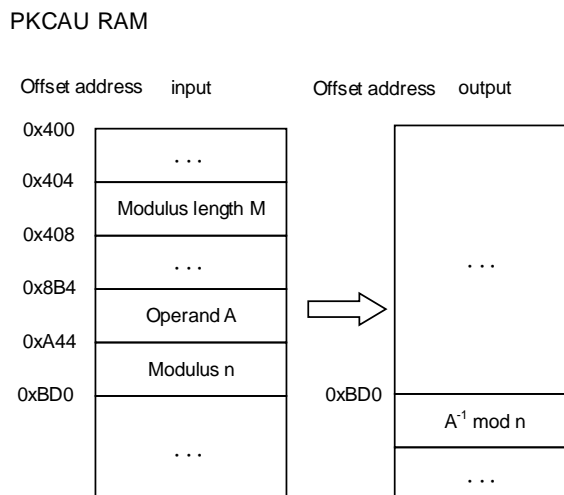 PKCAU RAM
Offset address input Offset address output
0x400
. . .
0x404
Modulus length M
0x408
. . . . . .
0x8B4
Operand A
0xA44
Modulus n
0xBD0 0xBD0
A⁻¹ mod n
. . .
. . .